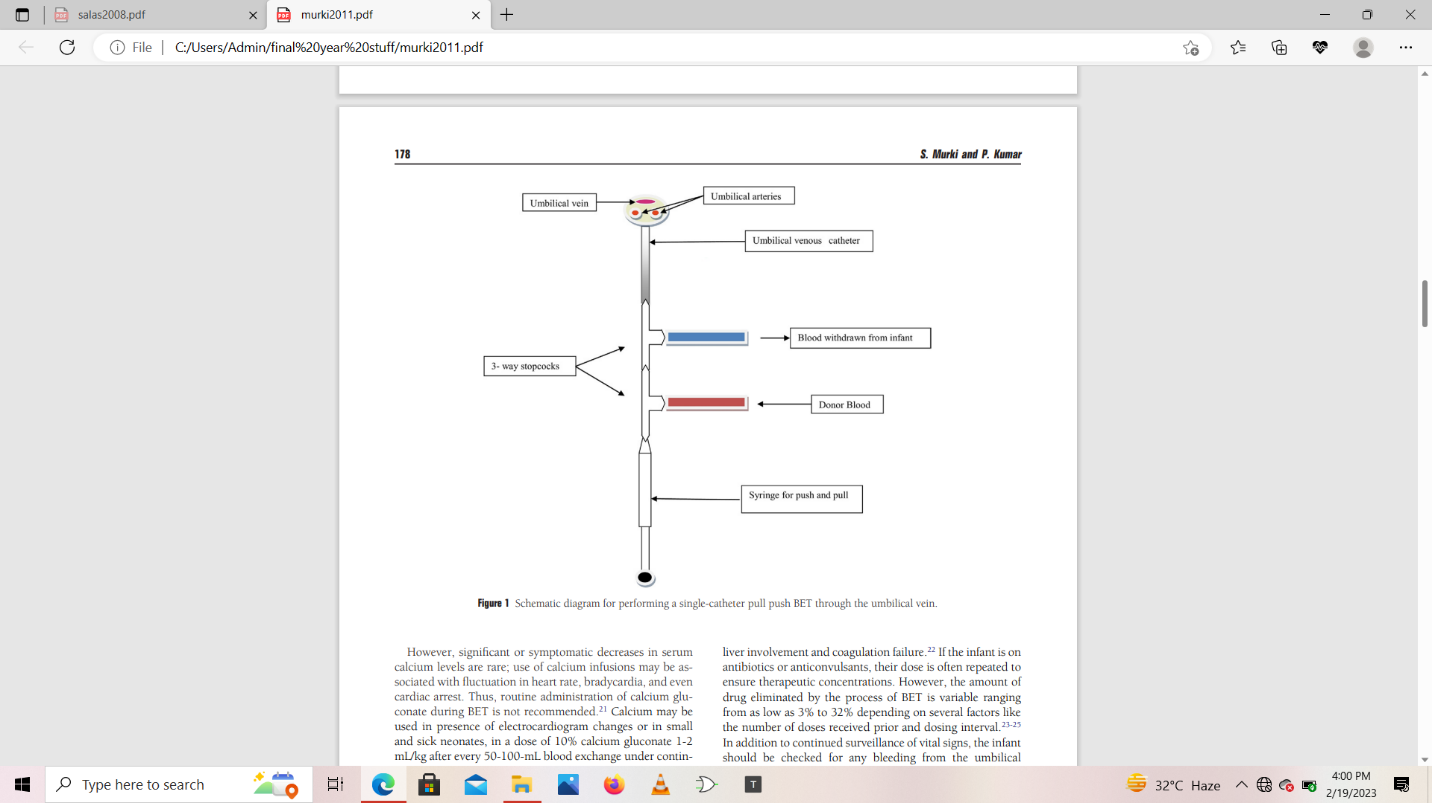 salas2008.pdf
murki2011.pdf
File
C:/Users/Admin/final%20year%20stuff/murki2011.pdf
178
S. Murki and P. Kumar
Umbilical vein
Umbilical arteries
Umbilical venous catheter
Blood withdrawn from infant
3- way stopcocks
Donor Blood
Syringe for push and pull
Figure 1 Schematic diagram for performing a single-catheter pull push BET through the umbilical vein.
However, significant or symptomatic decreases in serum
calcium levels are rare; use of calcium infusions may be as-
sociated with fluctuation in heart rate, bradycardia, and even
cardiac arrest. Thus, routine administration of calcium glu-
conate during BET is not recommended.21 Calcium may be
used in presence of electrocardiogram changes or in small
and sick neonates, in a dose of 10% calcium gluconate 1-2
mL/kg after every 50-100-mL blood exchange under contin-
liver involvement and coagulation failure.22 If the infant is on
antibiotics or anticonvulsants, their dose is often repeated to
ensure therapeutic concentrations. However, the amount of
drug eliminated by the process of BET is variable ranging
from as low as 3% to 32% depending on several factors like
the number of doses received prior and dosing interval.23-25
In addition to continued surveillance of vital signs, the infant
should be checked for any bleeding from the umbilical
Type here to search
32°C Haze
4:00 PM
2/19/2023